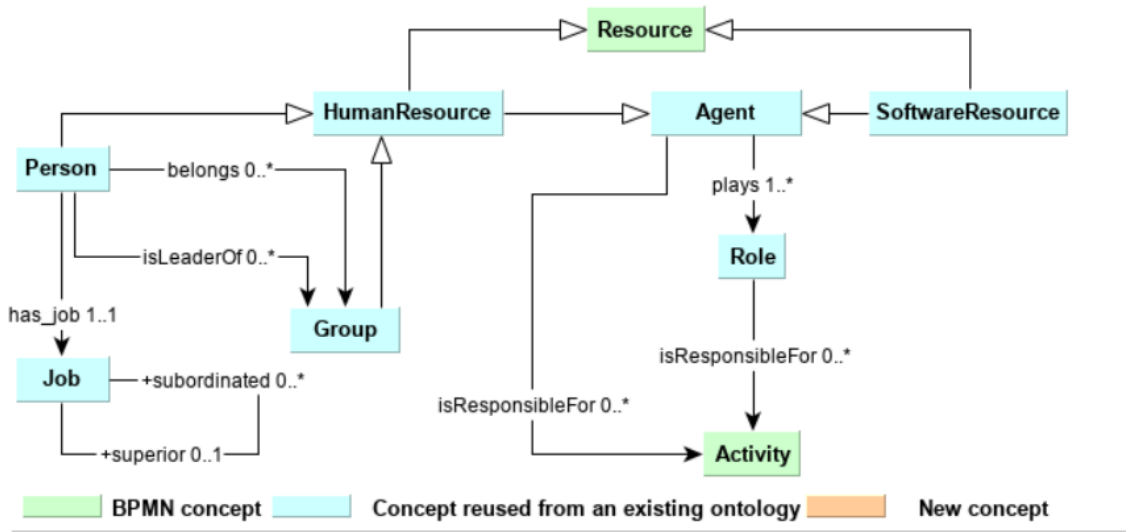 Resource
HumanResource
Agent
SoftwareResource
Person
belongs 0..*
plays 1..*
isLeaderOf 0..*
Role
has_job 1..1
Group
isResponsibleFor 0..*
Job
+subordinated 0..*
isResponsibleFor 0..*
+superior 0..1
Activity
BPMN concept
Concept reused from an existing ontology
New concept